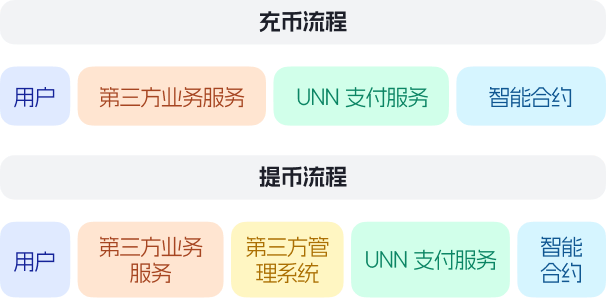 充币流程
用户
第三方业务服务
UNN 支付服务
智能合约
提币流程
用户
第三方业务
服务
第三方管
理系统
UNN 支付服务
智能
合约